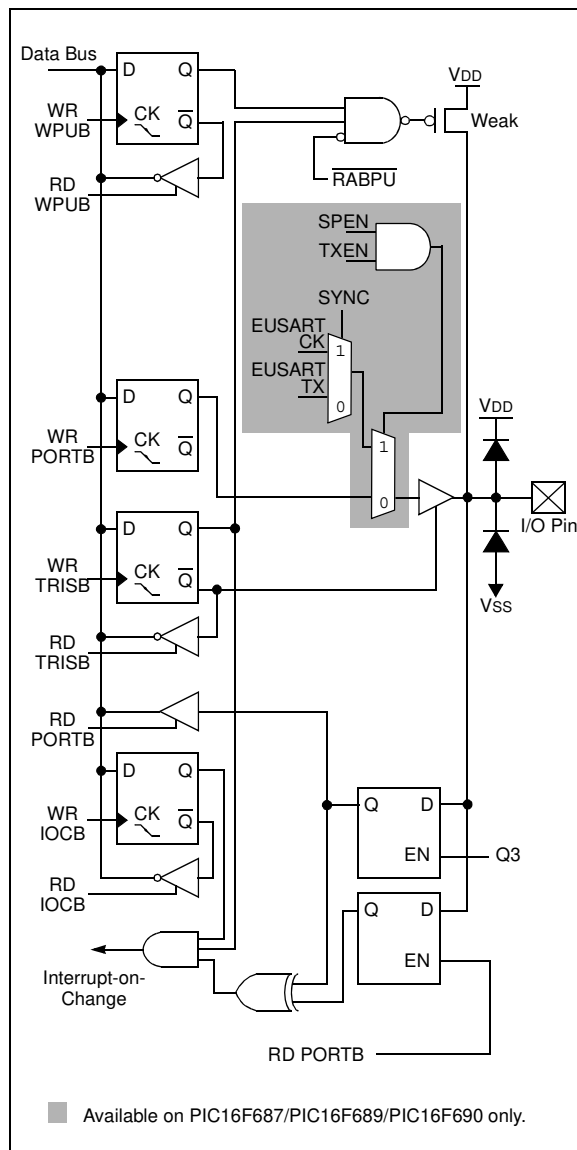 Data Bus
D Q
VDD
WR
WPUB
CK
Q
Weak
RD
WPUB
RABPU
SPEN
TXEN
SYNC
EUSART
CK
1
EUSART
TX
0
D Q
VDD
WR
PORTB
CK
Q
1
0
I/O Pin
D Q
WR
TRISB
CK
Q
VSS
RD
TRISB
RD
PORTB
D Q
Q D
WR
IOCB
CK
Q
EN
Q3
RD
IOCB
Q D
EN
Interrupt-on-
Change
RD PORTB
Available on PIC16F687/PIC16F689/PIC16F690 only.